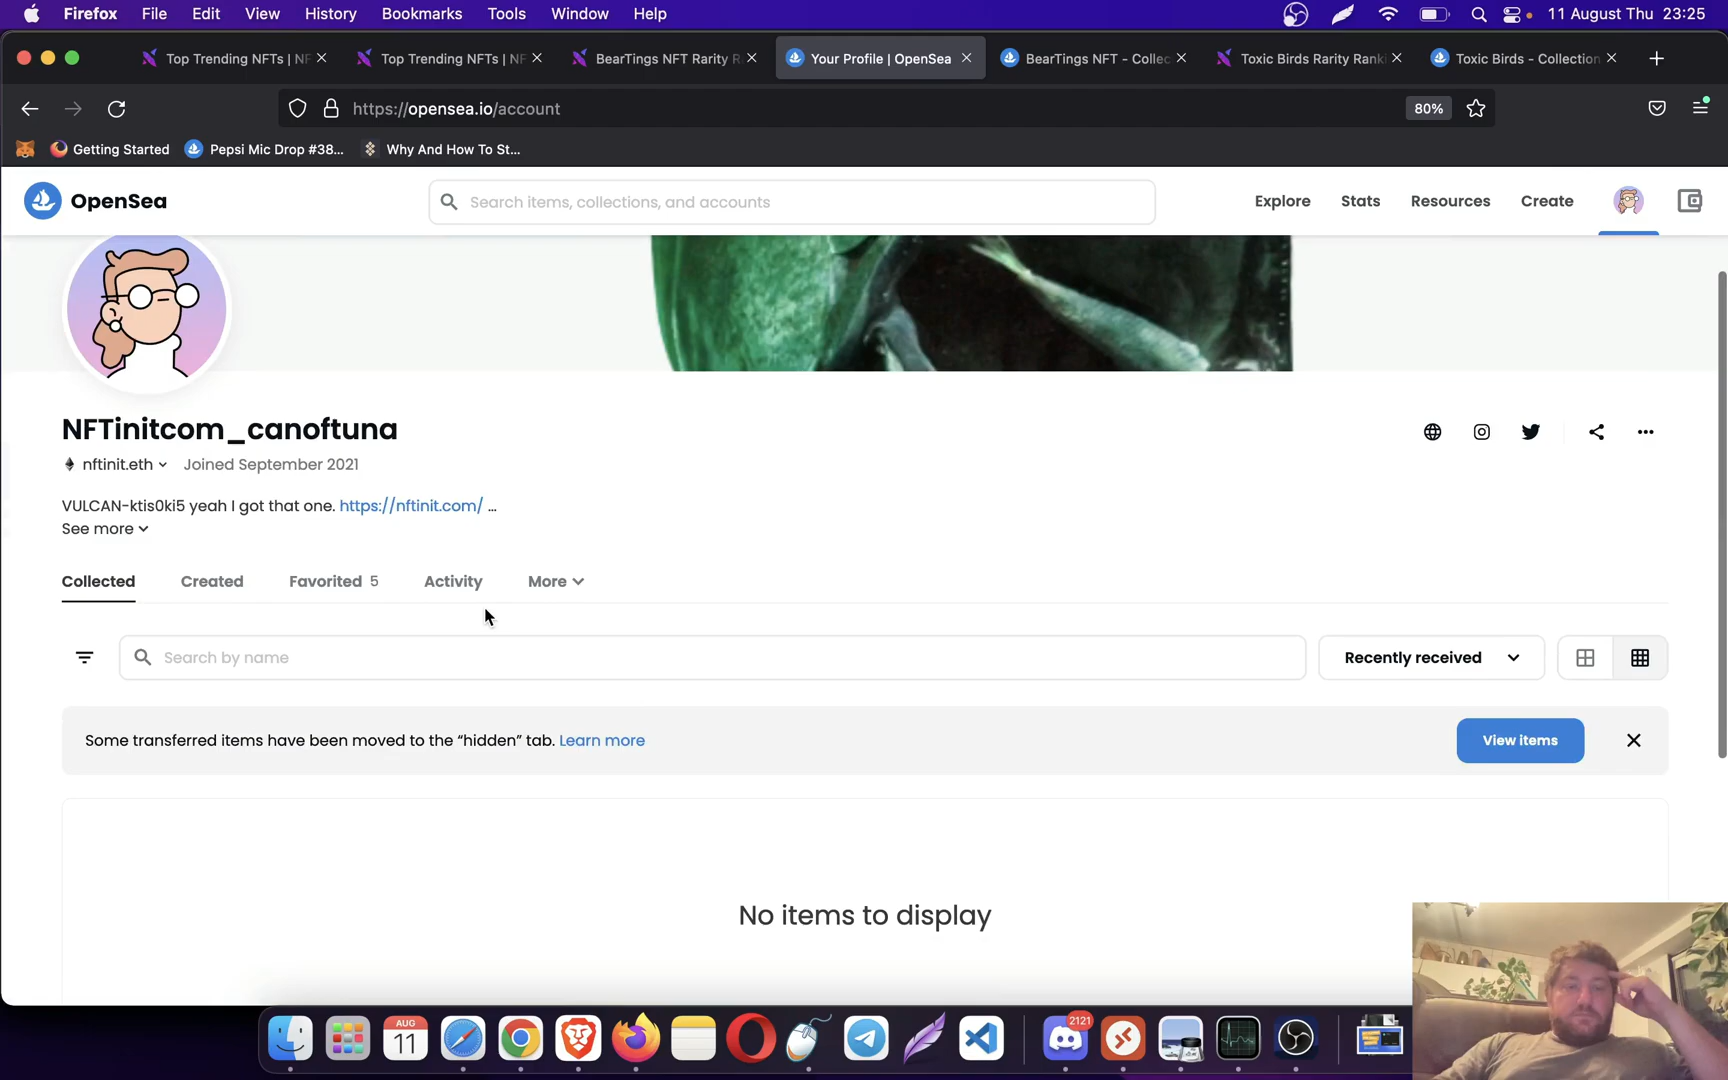 Firefox File Edit View History Bookmarks Tools Window Help 11 August Thu 23:25
Top Trending NFTs | NF Top Trending NFTs | NF BearTings NFT Rarity R Your Profile | OpenSea BearTings NFT - Collec Toxic Birds Rarity Ranki Toxic Birds - Collection
https://opensea.io/account 80%
Getting Started Pepsi Mic Drop #38... Why And How To St...
OpenSea Search items, collections, and accounts Explore Stats Resources Create
NFTinitcom_canoftuna
nftinit.eth Joined September 2021
VULCAN-ktis0ki5 yeah I got that one. https://nftinit.com/ ...
See more
Collected Created Favorited 5 Activity More
Search by name Recently received
Some transferred items have been moved to the “hidden” tab. Learn more View items
No items to display
AUG 2121
11